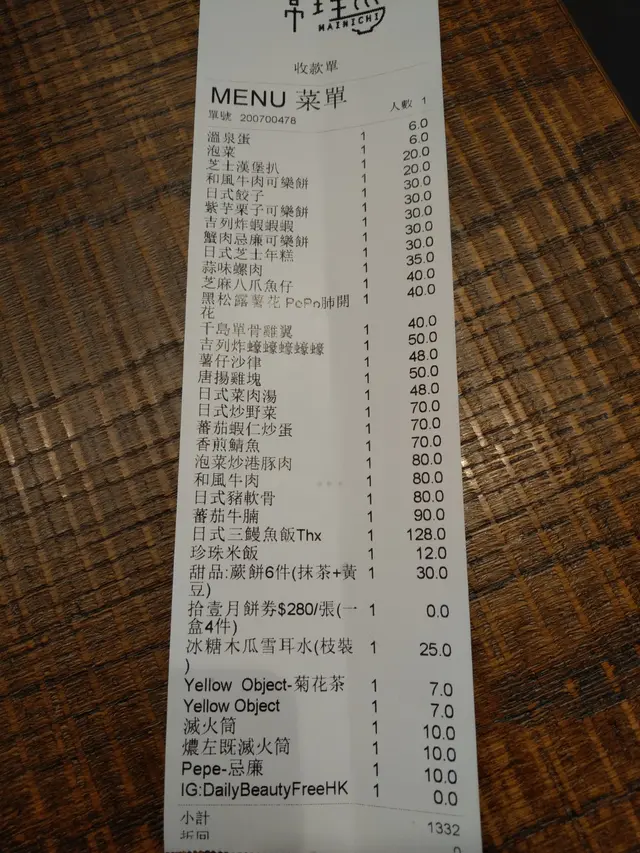 常理魚
MAINICHI
收款單
MENU 菜單
人數 1
單號 200700478
溫泉蛋 1 6.0
泡菜 1 6.0
芝士漢堡扒 1 20.0
和風牛肉可樂餅 1 20.0
日式餃子 1 30.0
紫芋栗子可樂餅 1 30.0
吉列炸蝦蝦蝦 1 30.0
蟹肉忌廉可樂餅 1 30.0
日式芝士年糕 1 30.0
蒜味螺肉 1 35.0
芝麻八爪魚仔 1 40.0
黑松露薯花 PoPo肺開 1 40.0
花
千島單骨雞翼 1 40.0
吉列炸蠔蠔蠔蠔蠔 1 50.0
薯仔沙律 1 48.0
唐揚雞塊 1 50.0
日式菜肉湯 1 48.0
日式炒野菜 1 70.0
蕃茄蝦仁炒蛋 1 70.0
香煎鯖魚 1 70.0
泡菜炒港豚肉 1 80.0
和風牛肉 1 80.0
日式豬軟骨 1 80.0
蕃茄牛腩 1 90.0
日式三鰻魚飯Thx 1 128.0
珍珠米飯 1 12.0
甜品:蕨餅6件(抹茶+黃 1 30.0
豆)
拾壹月餅券$280/張(一 1 0.0
盒4件)
冰糖木瓜雪耳水(枝裝 1 25.0
)
Yellow Object-菊花茶 1 7.0
Yellow Object 1 7.0
滅火筒 1 10.0
燶左既滅火筒 1 10.0
Pepe-忌廉 1 10.0
IG:DailyBeautyFreeHK 1 0.0
小計 1332